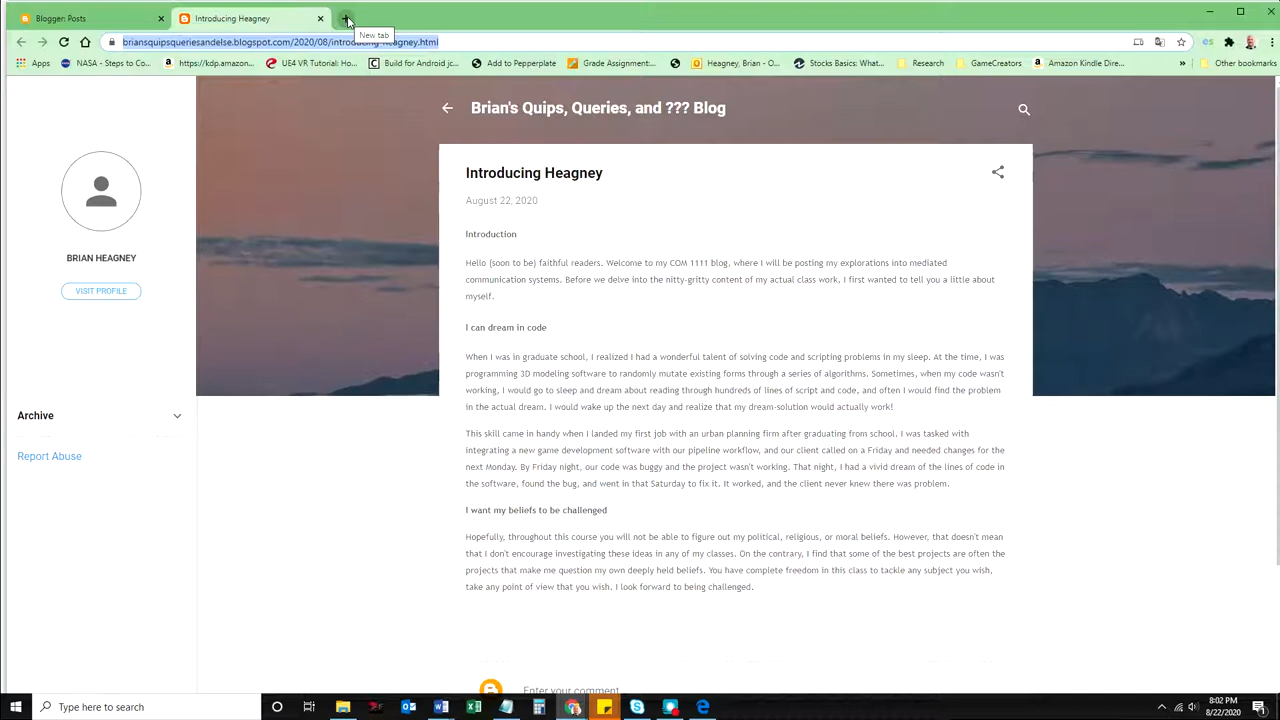 Blogger: Posts
Introducing Heagney
New tab
briansquipsqueriesandelse.blogspot.com/2020/08/introducing-heagney.html
Apps
NASA - Steps to Co...
https://kdp.amazon...
UE4 VR Tutorial: Ho...
Build for Android jc...
Add to Pepperplate
Grade Assignment:...
Heagney, Brian - O...
Stocks Basics: What...
Research
GameCreators
Amazon Kindle Dire...
Other bookmarks
Brian's Quips, Queries, and ??? Blog
BRIAN HEAGNEY
VISIT PROFILE
Archive
Report Abuse
Introducing Heagney
August 22, 2020
Introduction
Hello (soon to be) faithful readers. Welcome to my COM 1111 blog, where I will be posting my explorations into mediated
communication systems. Before we delve into the nitty-gritty content of my actual class work, I first wanted to tell you a little about
myself.
I can dream in code
When I was in graduate school, I realized I had a wonderful talent of solving code and scripting problems in my sleep. At the time, I was
programming 3D modeling software to randomly mutate existing forms through a series of algorithms. Sometimes, when my code wasn't
working, I would go to sleep and dream about reading through hundreds of lines of script and code, and often I would find the problem
in the actual dream. I would wake up the next day and realize that my dream-solution would actually work!
This skill came in handy when I landed my first job with an urban planning firm after graduating from school. I was tasked with
integrating a new game development software with our pipeline workflow, and our client called on a Friday and needed changes for the
next Monday. By Friday night, our code was buggy and the project wasn't working. That night, I had a vivid dream of the lines of code in
the software, found the bug, and went in that Saturday to fix it. It worked, and the client never knew there was problem.
I want my beliefs to be challenged
Hopefully, throughout this course you will not be able to figure out my political, religious, or moral beliefs. However, that doesn't mean
that I don't encourage investigating these ideas in any of my classes. On the contrary, I find that some of the best projects are often the
projects that make me question my own deeply held beliefs. You have complete freedom in this class to tackle any subject you wish,
take any point of view that you wish. I look forward to being challenged.
Enter your comment
Type here to search
8:02 PM
8/22/2020